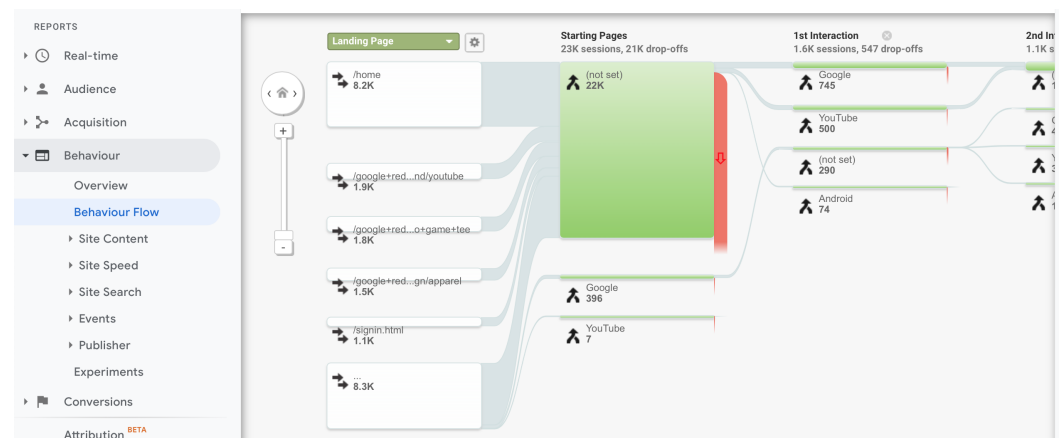 REPORTS
Real-time
Audience
Acquisition
Behaviour
Overview
Behaviour Flow
Site Content
Site Speed
Site Search
Events
Publisher
Experiments
Conversions
Attribution BETA
Landing Page
+
-
/home
8.2K
/google+red...nd/youtube
1.9K
/google+red...o+game+tee
1.8K
/google+red...gn/apparel
1.5K
/signin.html
1.1K
...
8.3K
Starting Pages
23K sessions, 21K drop-offs
(not set)
22K
Google
396
YouTube
7
1st Interaction
1.6K sessions, 547 drop-offs
Google
745
YouTube
500
(not set)
290
Android
74
2nd In
1.1K s